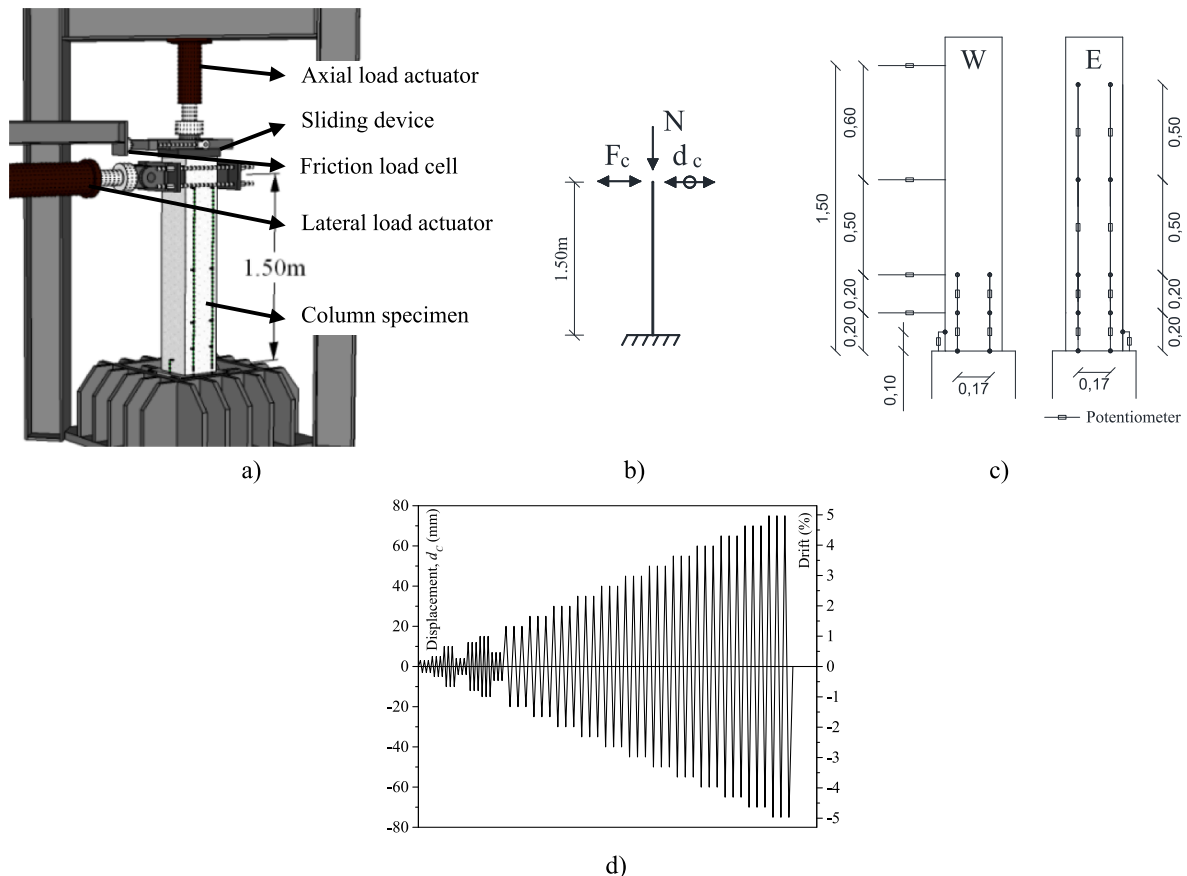 Axial load actuator
Sliding device
Friction load cell
Lateral load actuator
1.50m
Column specimen
a)
N
Fc
d c
1.50m
b)
W
E
0,60
1,50
0,50
0,20
0,20
0,10
0,17
0,50
0,50
0,20
0,20
0,17
Potentiometer
c)
80
60
40
20
0
-20
-40
-60
-80
Displacement, dC (mm)
Drift (%)
5
4
3
2
1
0
-1
-2
-3
-4
-5
d)